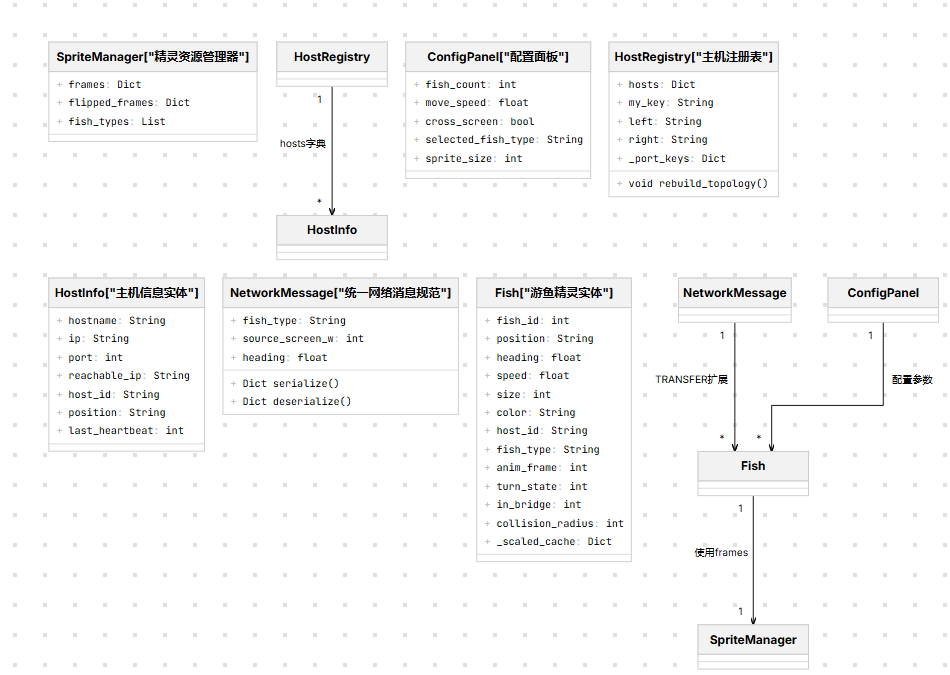 SpriteManager["精灵资源管理器"]
+ frames: Dict
+ flipped_frames: Dict
+ fish_types: List
HostRegistry
1
hosts字典
*
HostInfo
ConfigPanel["配置面板"]
+ fish_count: int
+ move_speed: float
+ cross_screen: bool
+ selected_fish_type: String
+ sprite_size: int
HostRegistry["主机注册表"]
+ hosts: Dict
+ my_key: String
+ left: String
+ right: String
+ _port_keys: Dict
+ void rebuild_topology()
HostInfo["主机信息实体"]
+ hostname: String
+ ip: String
+ port: int
+ reachable_ip: String
+ host_id: String
+ position: String
+ last_heartbeat: int
NetworkMessage["统一网络消息规范"]
+ fish_type: String
+ source_screen_w: int
+ heading: float
+ Dict serialize()
+ Dict deserialize()
Fish["游鱼精灵实体"]
+ fish_id: int
+ position: String
+ heading: float
+ speed: float
+ size: int
+ color: String
+ host_id: String
+ fish_type: String
+ anim_frame: int
+ turn_state: int
+ in_bridge: int
+ collision_radius: int
+ _scaled_cache: Dict
NetworkMessage
1
TRANSFER扩展
*
ConfigPanel
1
配置参数
*
Fish
1
使用frames
1
SpriteManager